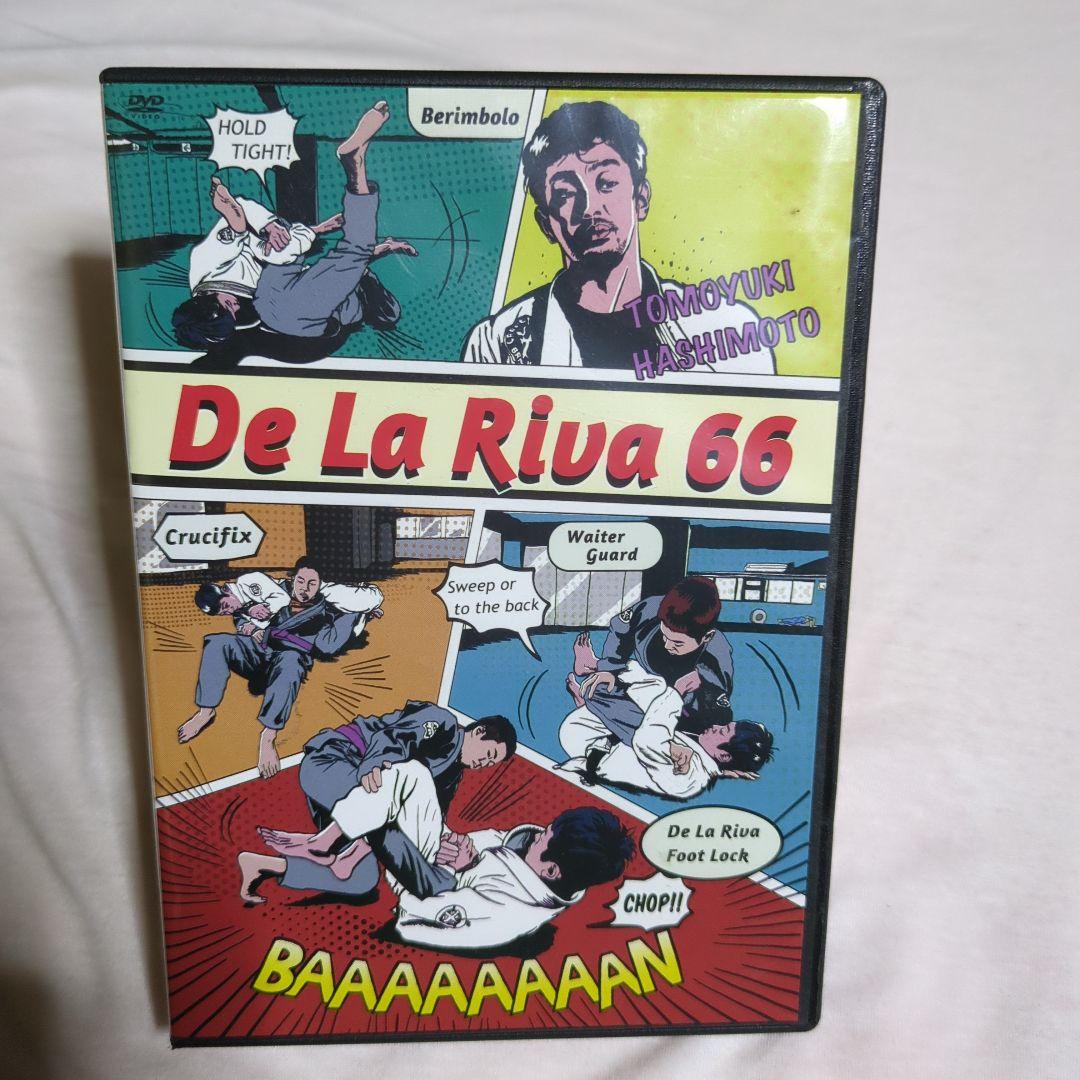 DVD
VIDEO
HOLD
TIGHT!
Berimbolo
TOMOYUKI
HASHIMOTO
De La Riva 66
Crucifix
Waiter
Guard
Sweep or
to the back
De La Riva
Foot Lock
CHOP!!
BAAAAAAAAN